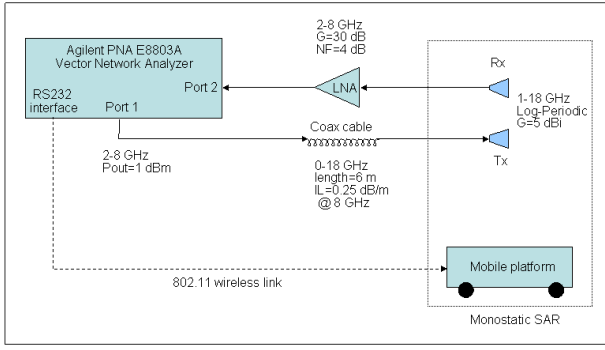 Agilent PNA E8803A
Vector Network Analyzer
RS232
interface
Port 1
Port 2
2-8 GHz
G=30 dB
NF=4 dB
LNA
Rx
1-18 GHz
Log-Periodic
G=5 dBi
Tx
Coax cable
0-18 GHz
length=6 m
IL=0.25 dB/m
@ 8 GHz
2-8 GHz
Pout=1 dBm
802.11 wireless link
Mobile platform
Monostatic SAR